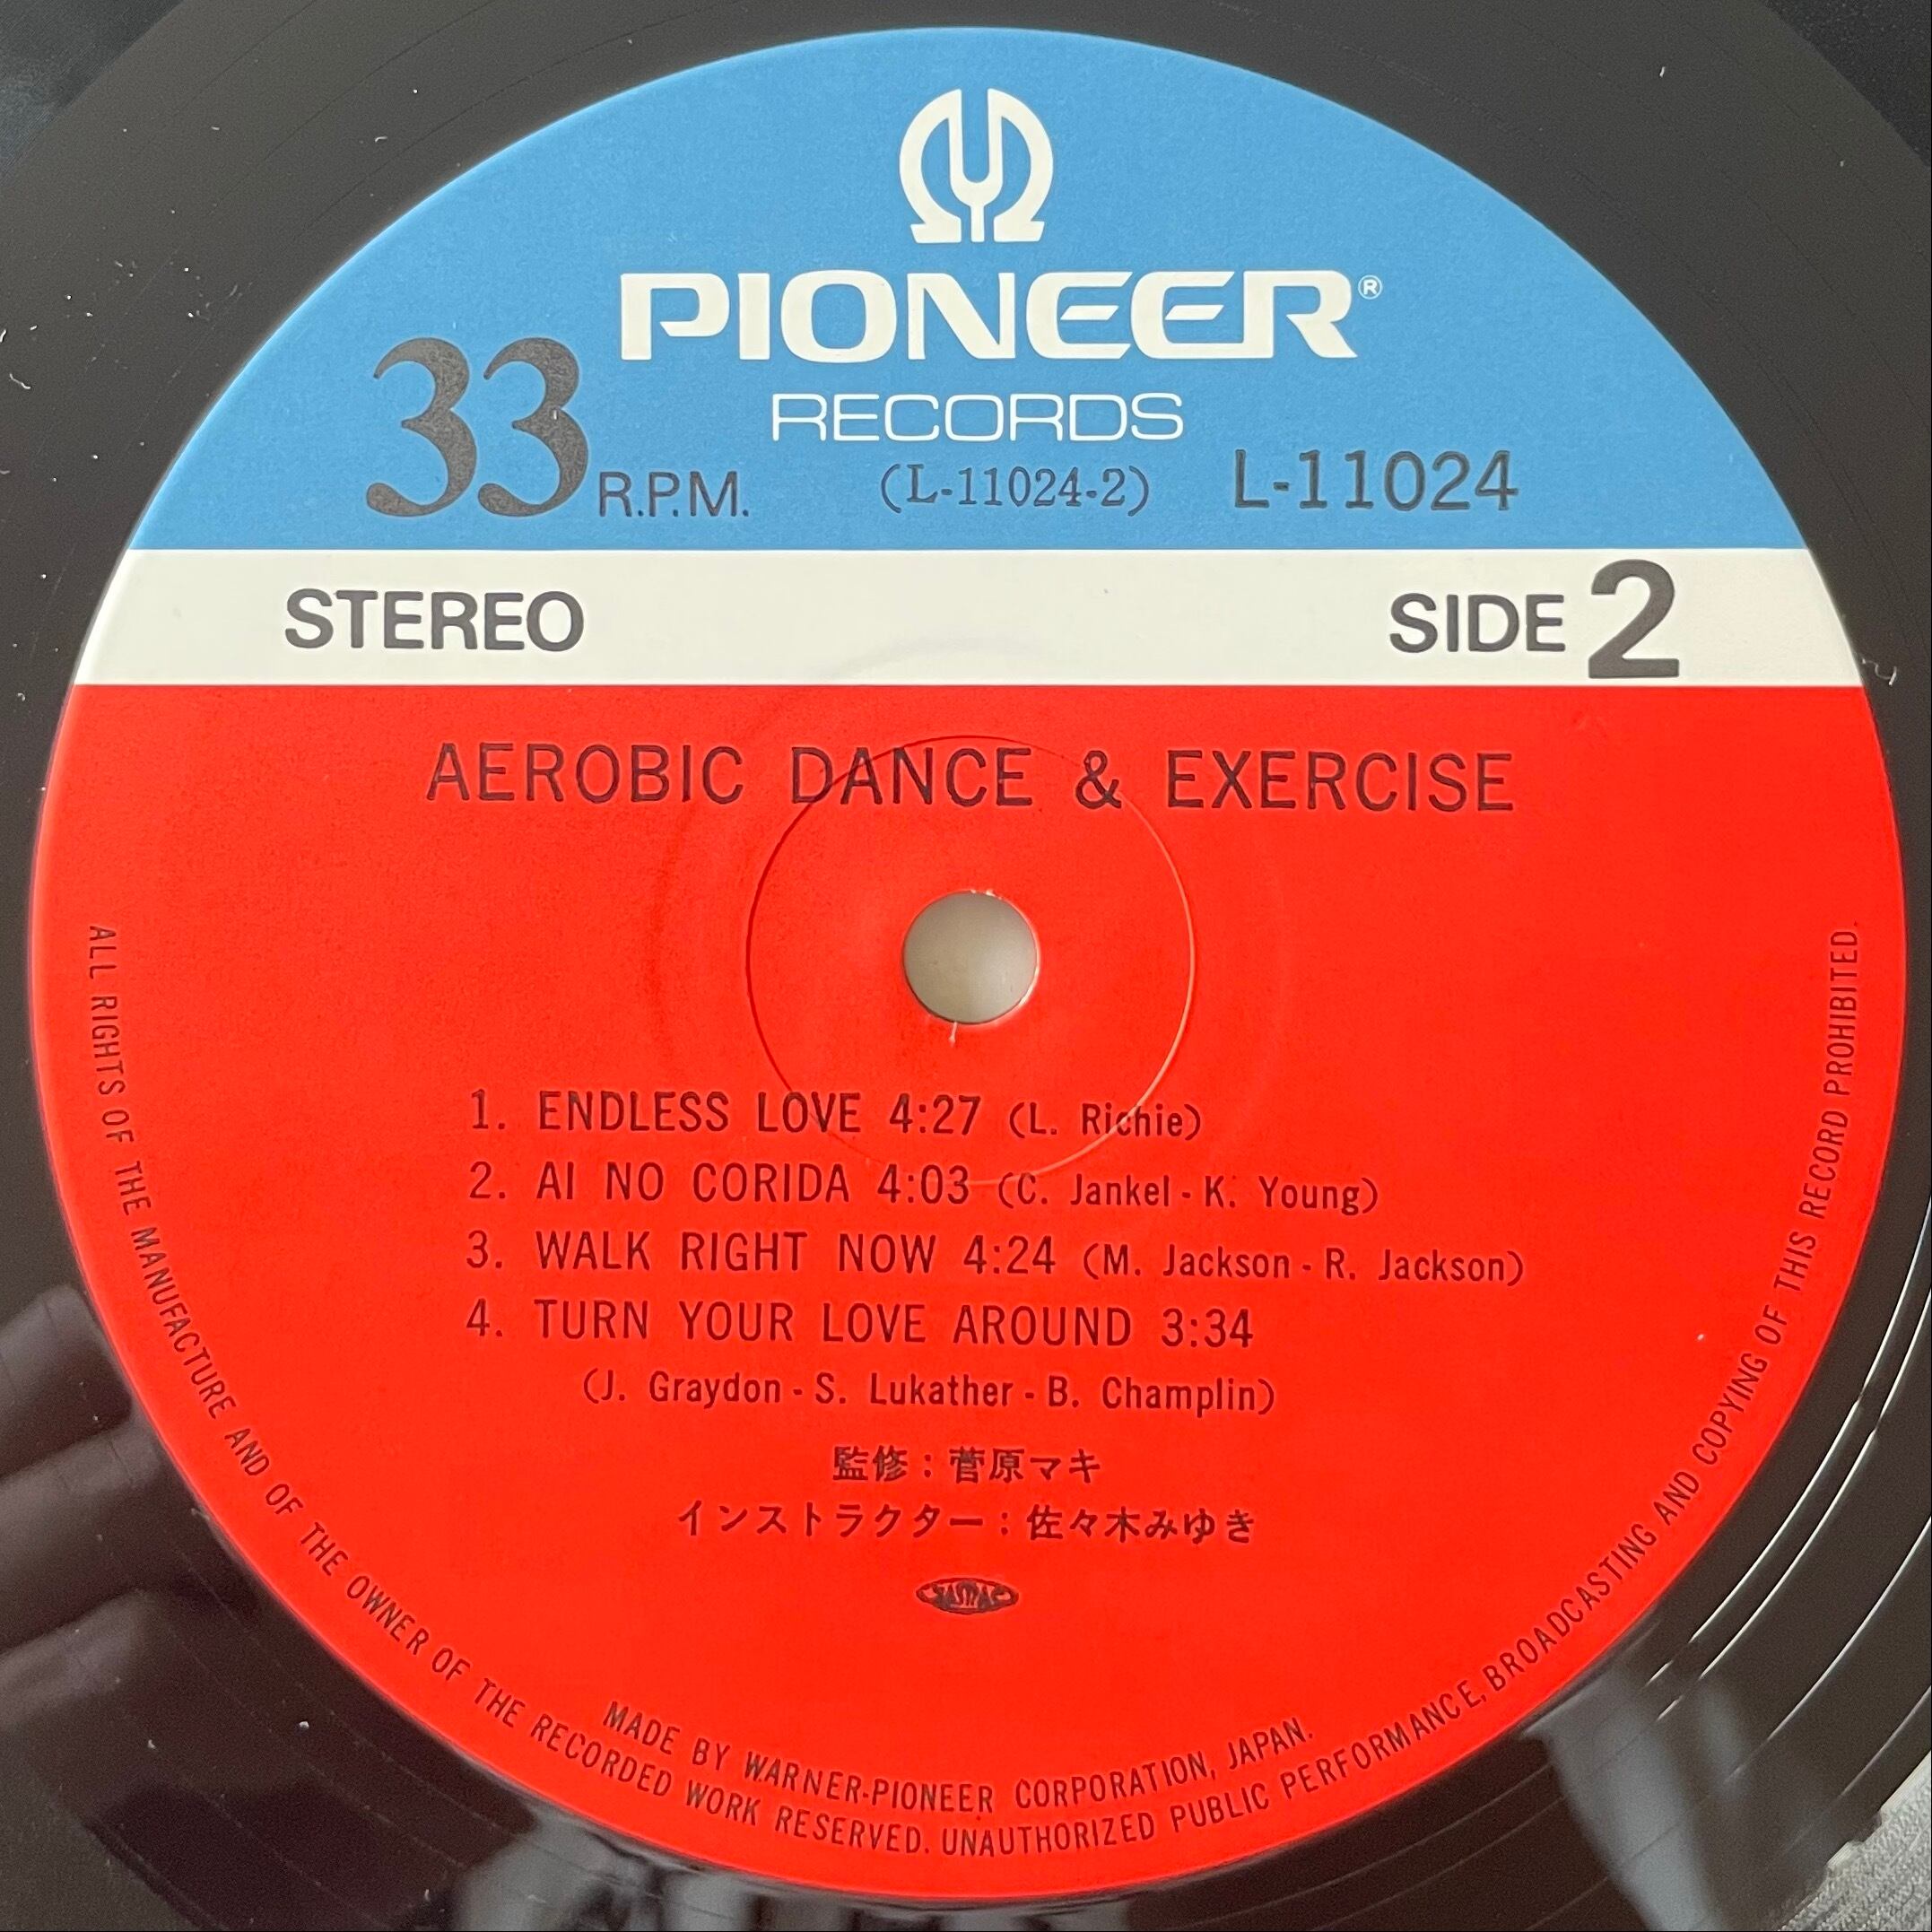 PIONEER®
RECORDS
33 R.P.M. (L-11024-2) L-11024
STEREO SIDE 2
AEROBIC DANCE & EXERCISE
1. ENDLESS LOVE 4:27 (L. Richie)
2. AI NO CORIDA 4:03 (C. Jankel - K. Young)
3. WALK RIGHT NOW 4:24 (M. Jackson - R. Jackson)
4. TURN YOUR LOVE AROUND 3:34
(J. Graydon - S. Lukather - B. Champlin)
監修：菅原マキ
インストラクター：佐々木みゆき
MADE BY WARNER-PIONEER CORPORATION, JAPAN.
ALL RIGHTS OF THE MANUFACTURE AND OF THE OWNER OF THE RECORDED WORK RESERVED. UNAUTHORIZED PUBLIC PERFORMANCE, BROADCASTING AND COPYING OF THIS RECORD PROHIBITED.